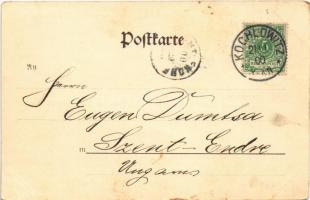 Postkarte
KOCHLOWITZ
An
Herrn
Eugen Dumtsa
in Szent-Endre
Ungarn